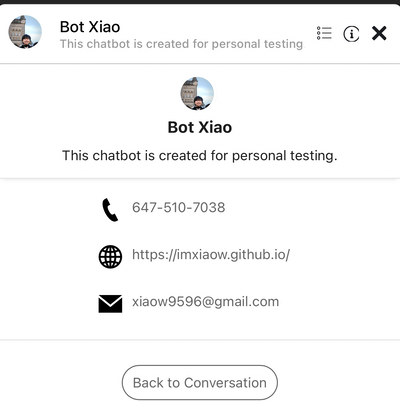 Bot Xiao
This chatbot is created for personal testing
Bot Xiao
This chatbot is created for personal testing.
647-510-7038
https://imxiaow.github.io/
xiaow9596@gmail.com
Back to Conversation